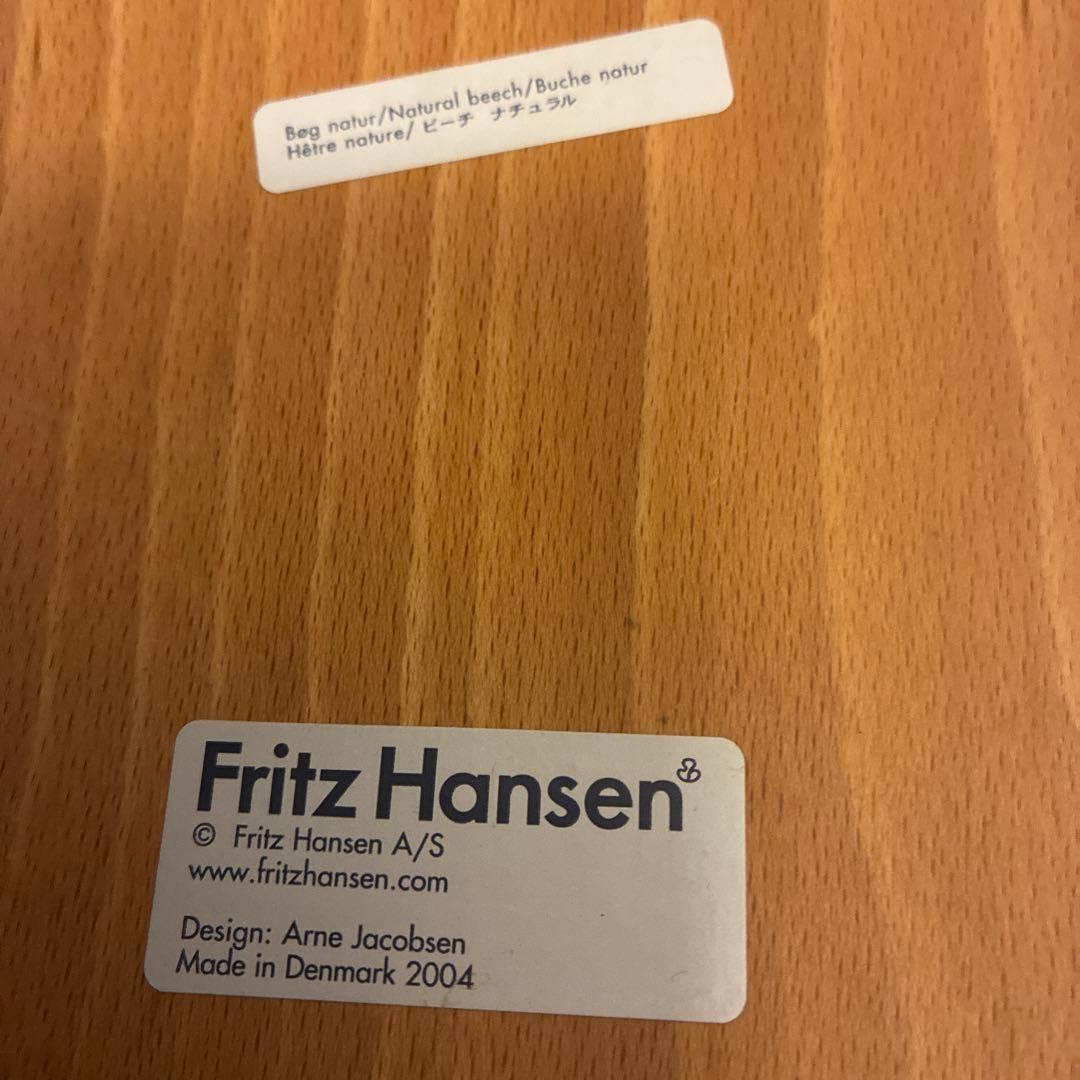 Bøg natur/Natural beech/Buche natur
Hêtre nature/ ビーチ ナチュラル
Fritz Hansen
© Fritz Hansen A/S
www.fritzhansen.com
Design: Arne Jacobsen
Made in Denmark 2004